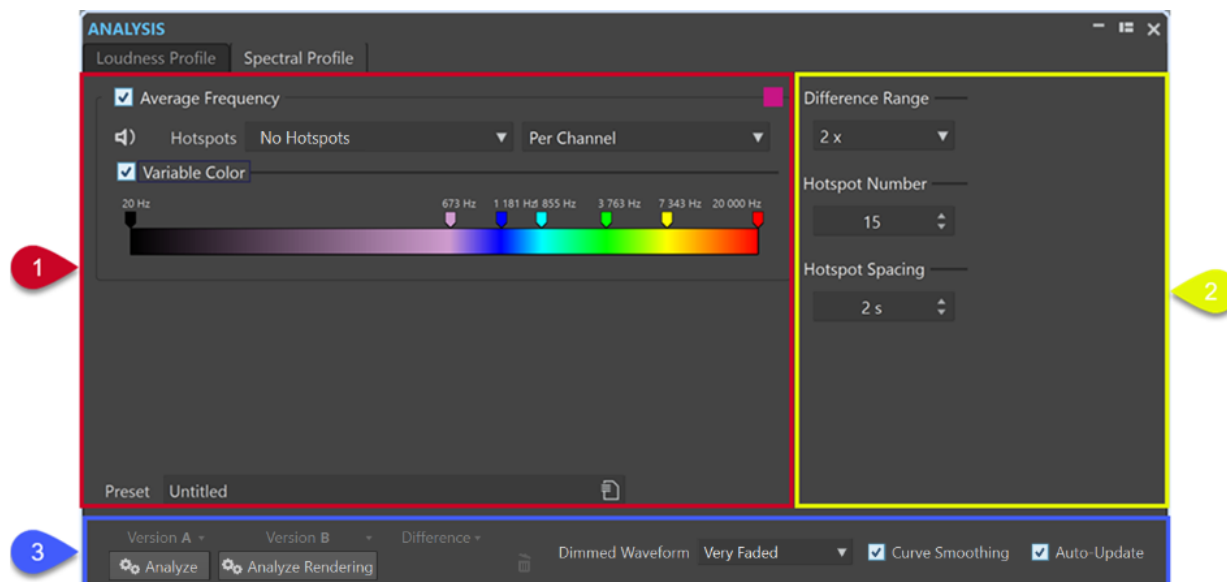 ANALYSIS
Loudness Profile Spectral Profile
Average Frequency
Hotspots No Hotspots Per Channel
Variable Color
20 Hz 673 Hz 1 181 Hz 855 Hz 3 763 Hz 7 343 Hz 20 000 Hz
Preset Untitled
Difference Range
2 x
Hotspot Number
15
Hotspot Spacing
2 s
1
2
3
Version A Version B Difference
Analyze Analyze Rendering Dimmed Waveform Very Faded Curve Smoothing Auto-Update